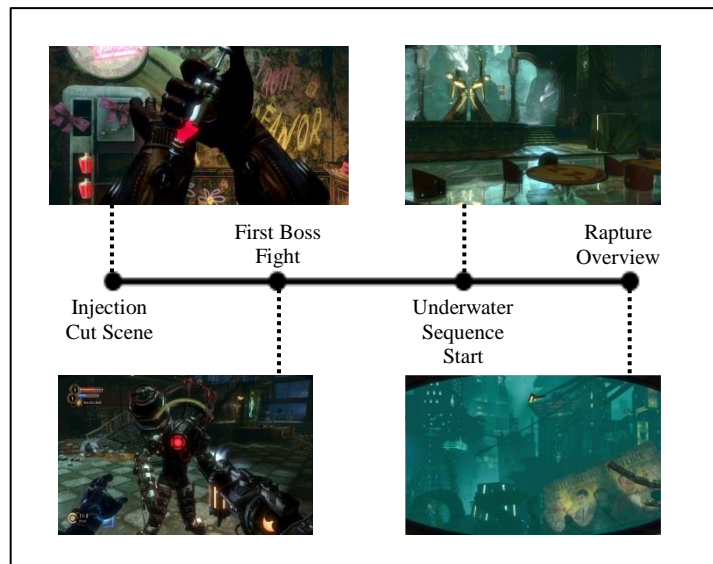 First Boss
Fight
Rapture
Overview
Injection
Cut Scene
Underwater
Sequence
Start